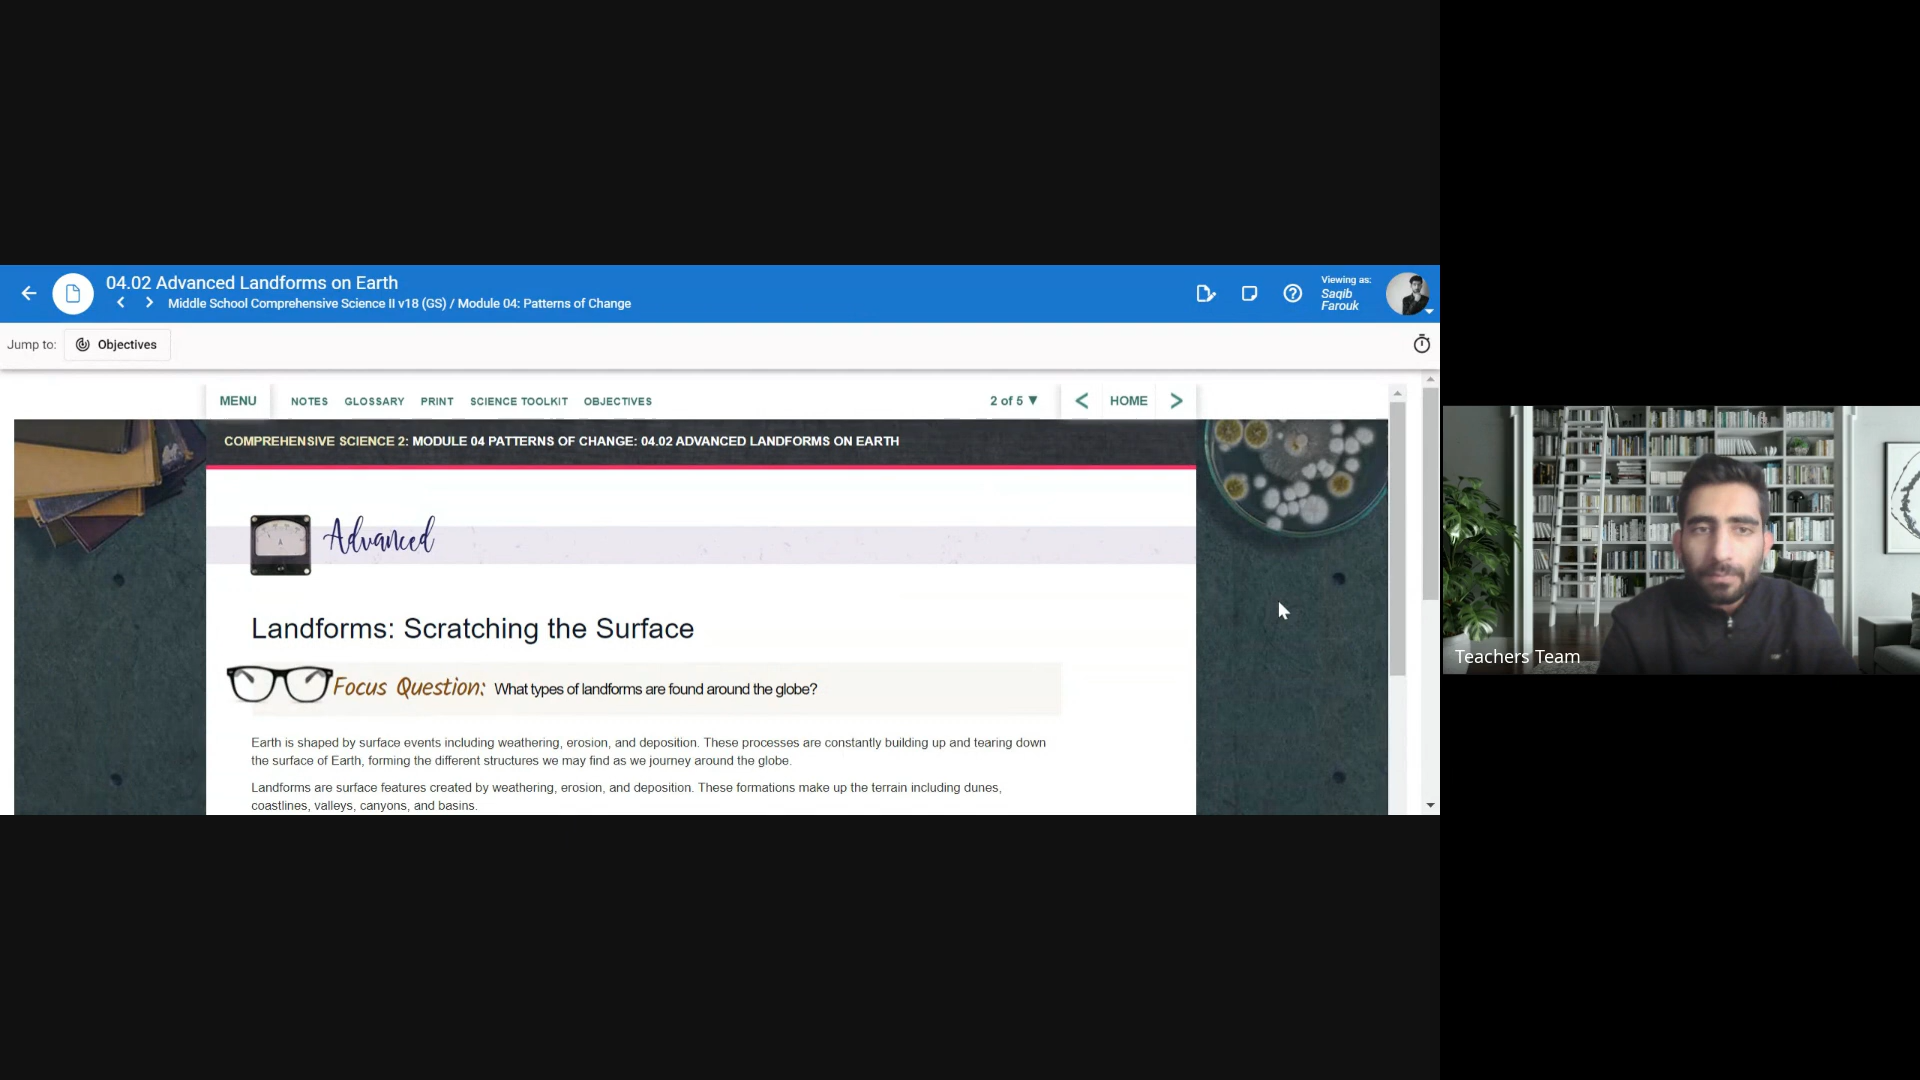 04.02 Advanced Landforms on Earth
Middle School Comprehensive Science II v18 (GS) / Module 04: Patterns of Change
Viewing as:
Saqib
Farouk
Jump to: Objectives
MENU NOTES GLOSSARY PRINT SCIENCE TOOLKIT OBJECTIVES 2 of 5 ▼ < HOME >
COMPREHENSIVE SCIENCE 2: MODULE 04 PATTERNS OF CHANGE: 04.02 ADVANCED LANDFORMS ON EARTH
Advanced
Landforms: Scratching the Surface
Focus Question: What types of landforms are found around the globe?
Earth is shaped by surface events including weathering, erosion, and deposition. These processes are constantly building up and tearing down
the surface of Earth, forming the different structures we may find as we journey around the globe.
Landforms are surface features created by weathering, erosion, and deposition. These formations make up the terrain including dunes,
coastlines, valleys, canyons, and basins.
Teachers Team